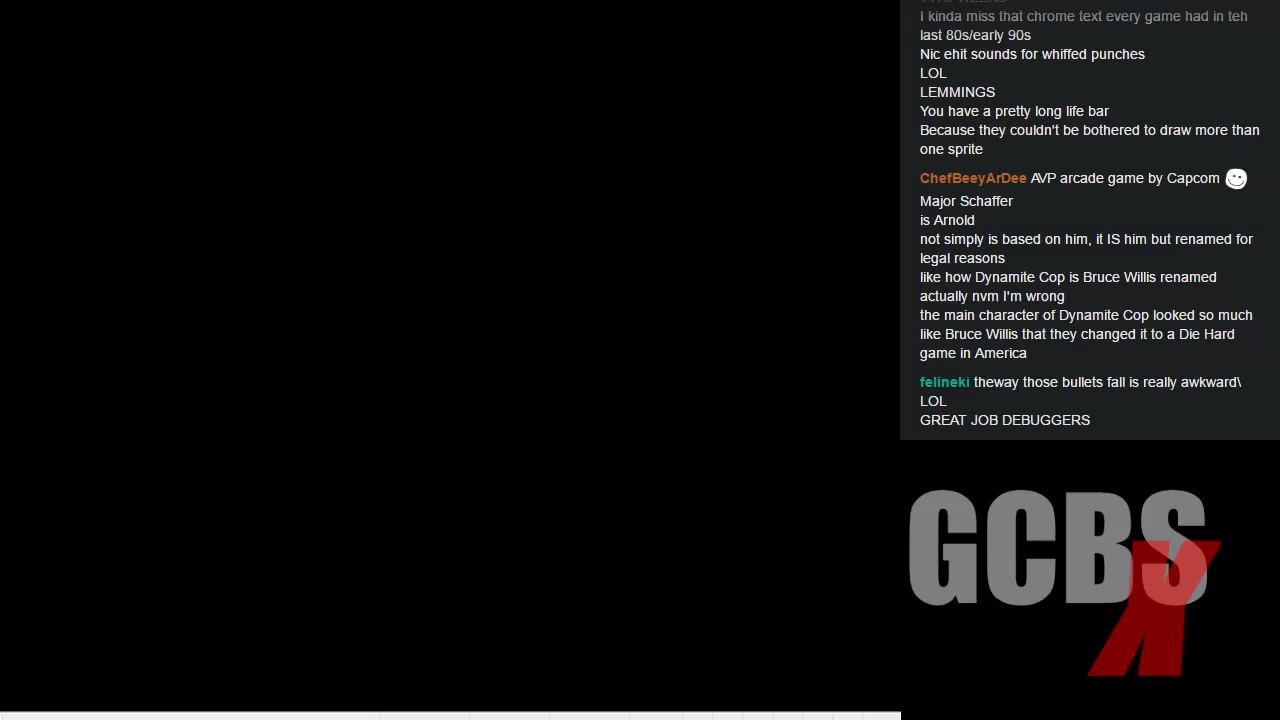 I kinda miss that chrome text every game had in teh
last 80s/early 90s
Nic ehit sounds for whiffed punches
LOL
LEMMINGS
You have a pretty long life bar
Because they couldn't be bothered to draw more than
one sprite
ChefBeeyArDee AVP arcade game by Capcom
Major Schaffer
is Arnold
not simply is based on him, it IS him but renamed for
legal reasons
like how Dynamite Cop is Bruce Willis renamed
actually nvm I'm wrong
the main character of Dynamite Cop looked so much
like Bruce Willis that they changed it to a Die Hard
game in America
felineki theway those bullets fall is really awkward\
LOL
GREAT JOB DEBUGGERS
GCBS